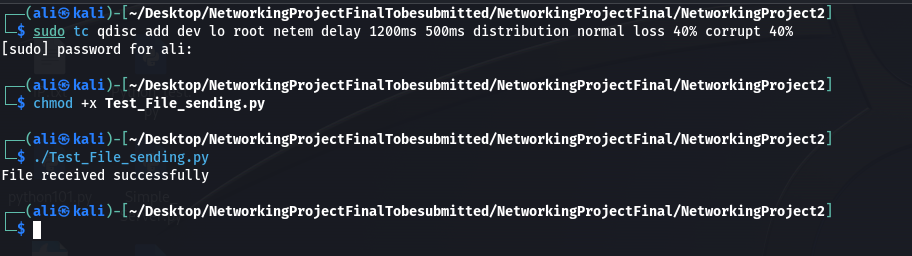 ┌──(ali㉿kali)-[~/Desktop/NetworkingProjectFinalTobesubmitted/NetworkingProjectFinal/NetworkingProject2]
└─$ sudo tc qdisc add dev lo root netem delay 1200ms 500ms distribution normal loss 40% corrupt 40%
[sudo] password for ali:
┌──(ali㉿kali)-[~/Desktop/NetworkingProjectFinalTobesubmitted/NetworkingProjectFinal/NetworkingProject2]
└─$ chmod +x Test_File_sending.py
┌──(ali㉿kali)-[~/Desktop/NetworkingProjectFinalTobesubmitted/NetworkingProjectFinal/NetworkingProject2]
└─$ ./Test_File_sending.py
File received successfully
┌──(ali㉿kali)-[~/Desktop/NetworkingProjectFinalTobesubmitted/NetworkingProjectFinal/NetworkingProject2]
└─$